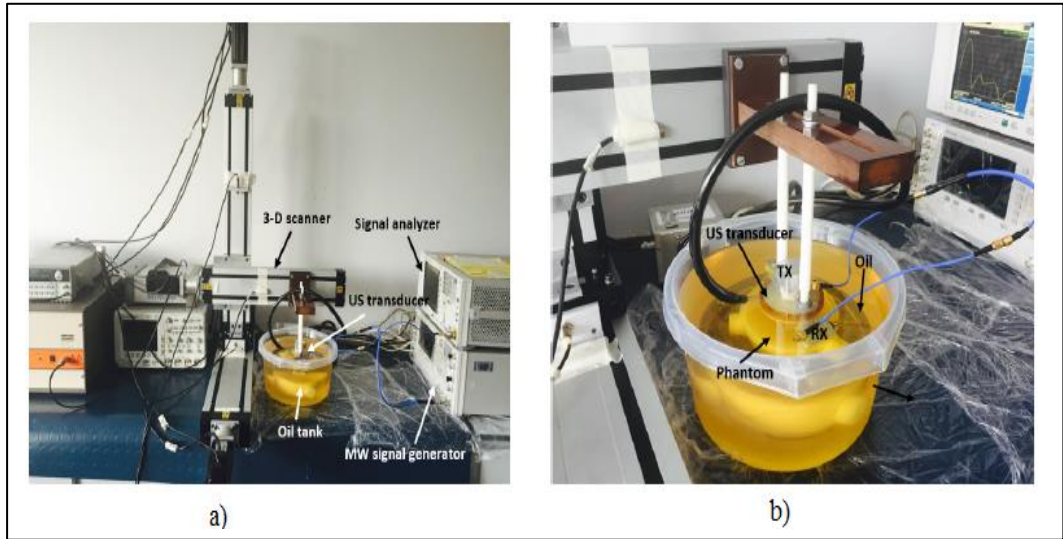 3-D scanner
Signal analyzer
US transducer
Oil tank
MW signal generator
a)
US transducer
TX
Oil
RX
Phantom
b)